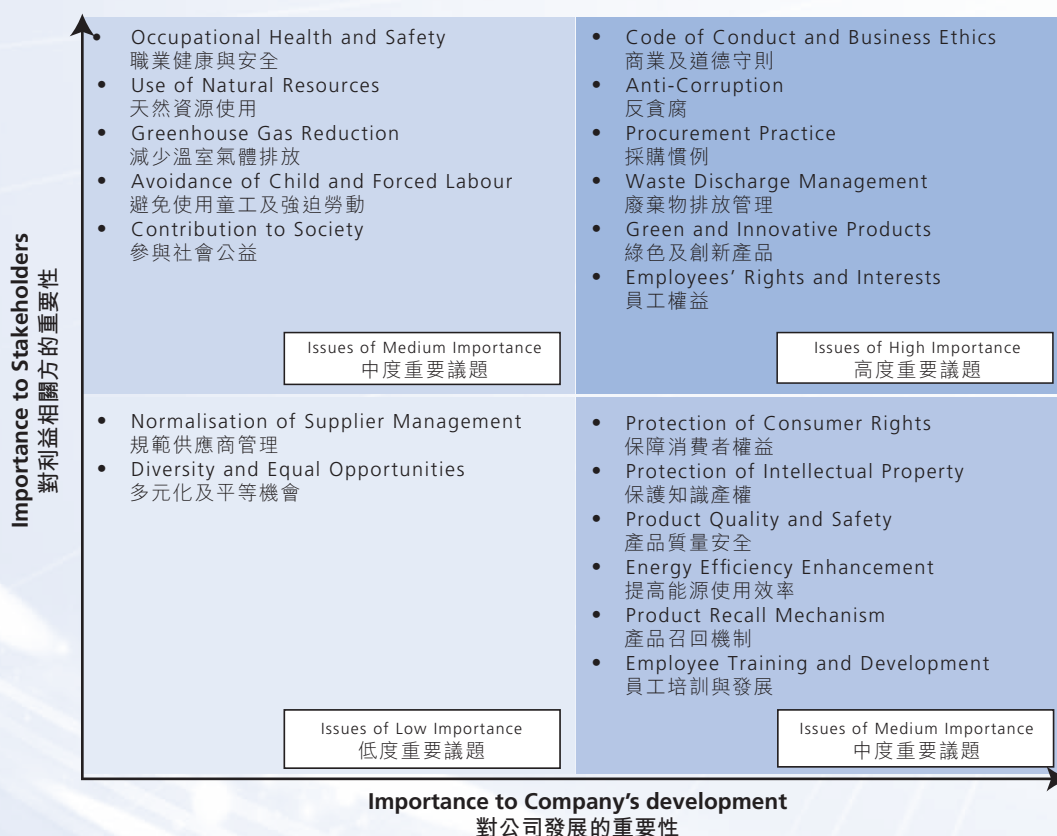 Importance to Stakeholders
對利益相關方的重要性
• Occupational Health and Safety
職業健康與安全
• Use of Natural Resources
天然資源使用
• Greenhouse Gas Reduction
減少溫室氣體排放
• Avoidance of Child and Forced Labour
避免使用童工及強迫勞動
• Contribution to Society
參與社會公益
Issues of Medium Importance
中度重要議題
• Code of Conduct and Business Ethics
商業及道德守則
• Anti-Corruption
反貪腐
• Procurement Practice
採購慣例
• Waste Discharge Management
廢棄物排放管理
• Green and Innovative Products
綠色及創新產品
• Employees’ Rights and Interests
員工權益
Issues of High Importance
高度重要議題
• Normalisation of Supplier Management
規範供應商管理
• Diversity and Equal Opportunities
多元化及平等機會
Issues of Low Importance
低度重要議題
• Protection of Consumer Rights
保障消費者權益
• Protection of Intellectual Property
保護知識產權
• Product Quality and Safety
產品質量安全
• Energy Efficiency Enhancement
提高能源使用效率
• Product Recall Mechanism
產品召回機制
• Employee Training and Development
員工培訓與發展
Issues of Medium Importance
中度重要議題
Importance to Company’s development
對公司發展的重要性